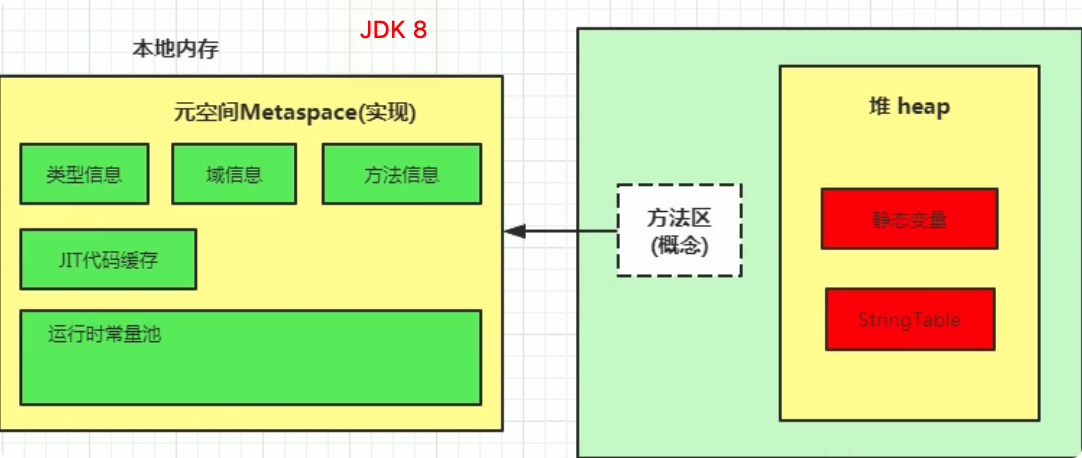 JDK 8
本地内存
元空间Metaspace(实现)
类型信息
域信息
方法信息
JIT代码缓存
运行时常量池
方法区
(概念)
堆 heap
静态变量
StringTable